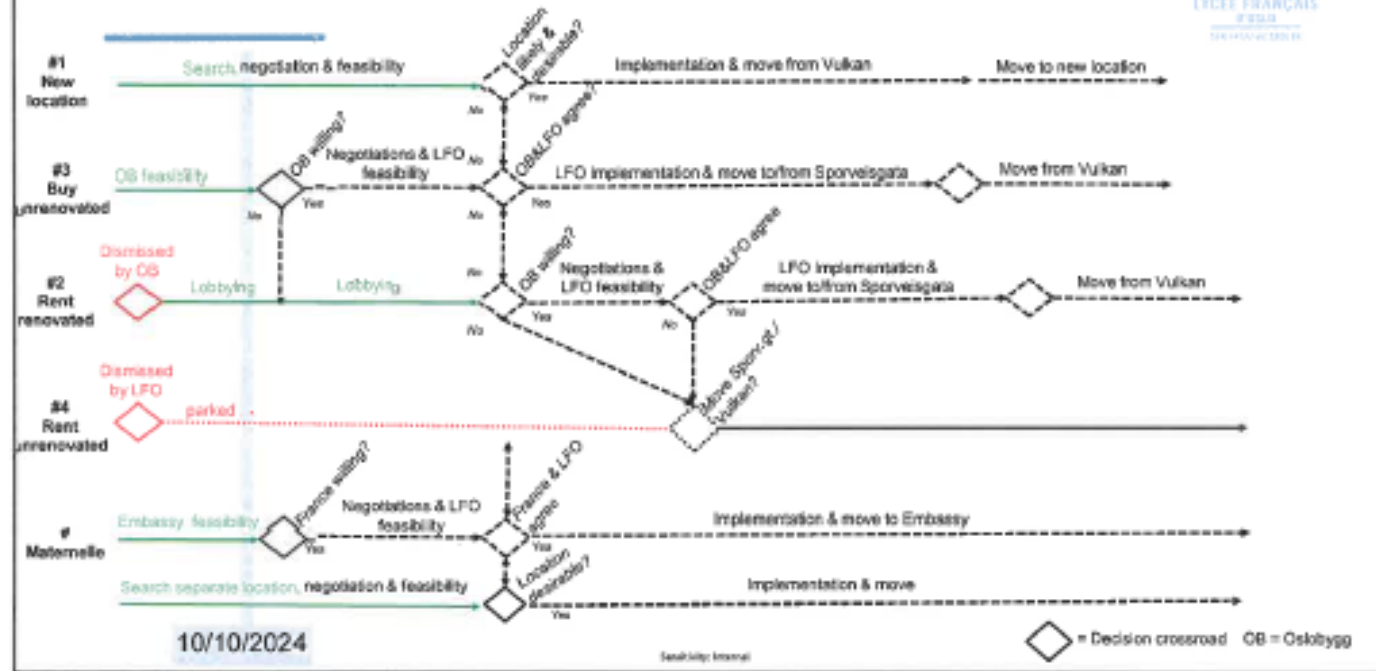 LYCÉE FRANÇAIS
#1
New
location
Search, negotiation & feasibility
Location
likely &
desirable?
Implementation & move from Vulkan
Move to new location
No
Yes
#3
Buy
unrenovated
OB feasibility
OB willing?
Negotiations & LFO
feasibility
No
OB&LFO agree?
LFO Implementation & move to/from Sporveisgata
Move from Vulkan
No
Yes
No
Yes
#2
Rent
renovated
Dismissed
by OB
Lobbying
Lobbying
No
OB willing?
Negotiations &
LFO feasibility
OB&LFO agree
LFO Implementation &
move to/from Sporveisgata
Move from Vulkan
No
Yes
No
Yes
#4
Rent
unrenovated
Dismissed
by LFO
parked
Move Sporv.gt./
Vulkan?
#
Maternelle
Embassy feasibility
France willing?
Yes
Negotiations & LFO
feasibility
France & LFO
agree
Yes
Implementation & move to Embassy
Search separate location, negotiation & feasibility
Location
desirable?
Yes
Implementation & move
10/10/2024
Sensitivity: Internal
= Decision crossroad OB = Oslobygg